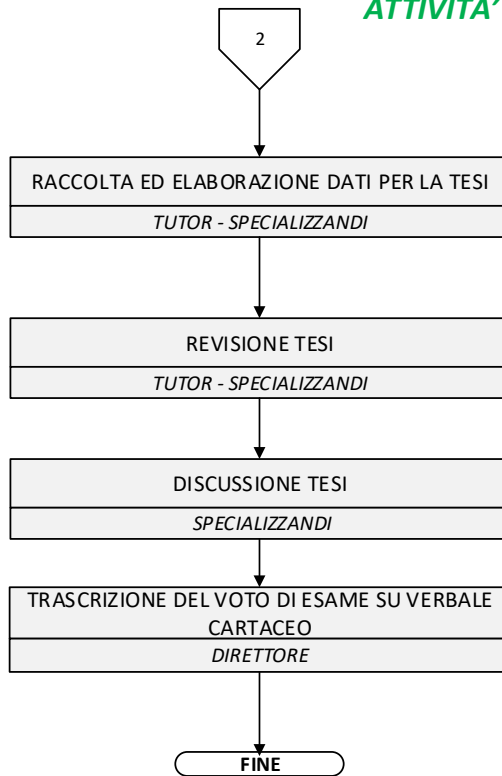 ATTIVITA'
2
RACCOLTA ED ELABORAZIONE DATI PER LA TESI
TUTOR - SPECIALIZZANDI
REVISIONE TESI
TUTOR - SPECIALIZZANDI
DISCUSSIONE TESI
SPECIALIZZANDI
TRASCRIZIONE DEL VOTO DI ESAME SU VERBALE
CARTACEO
DIRETTORE
FINE